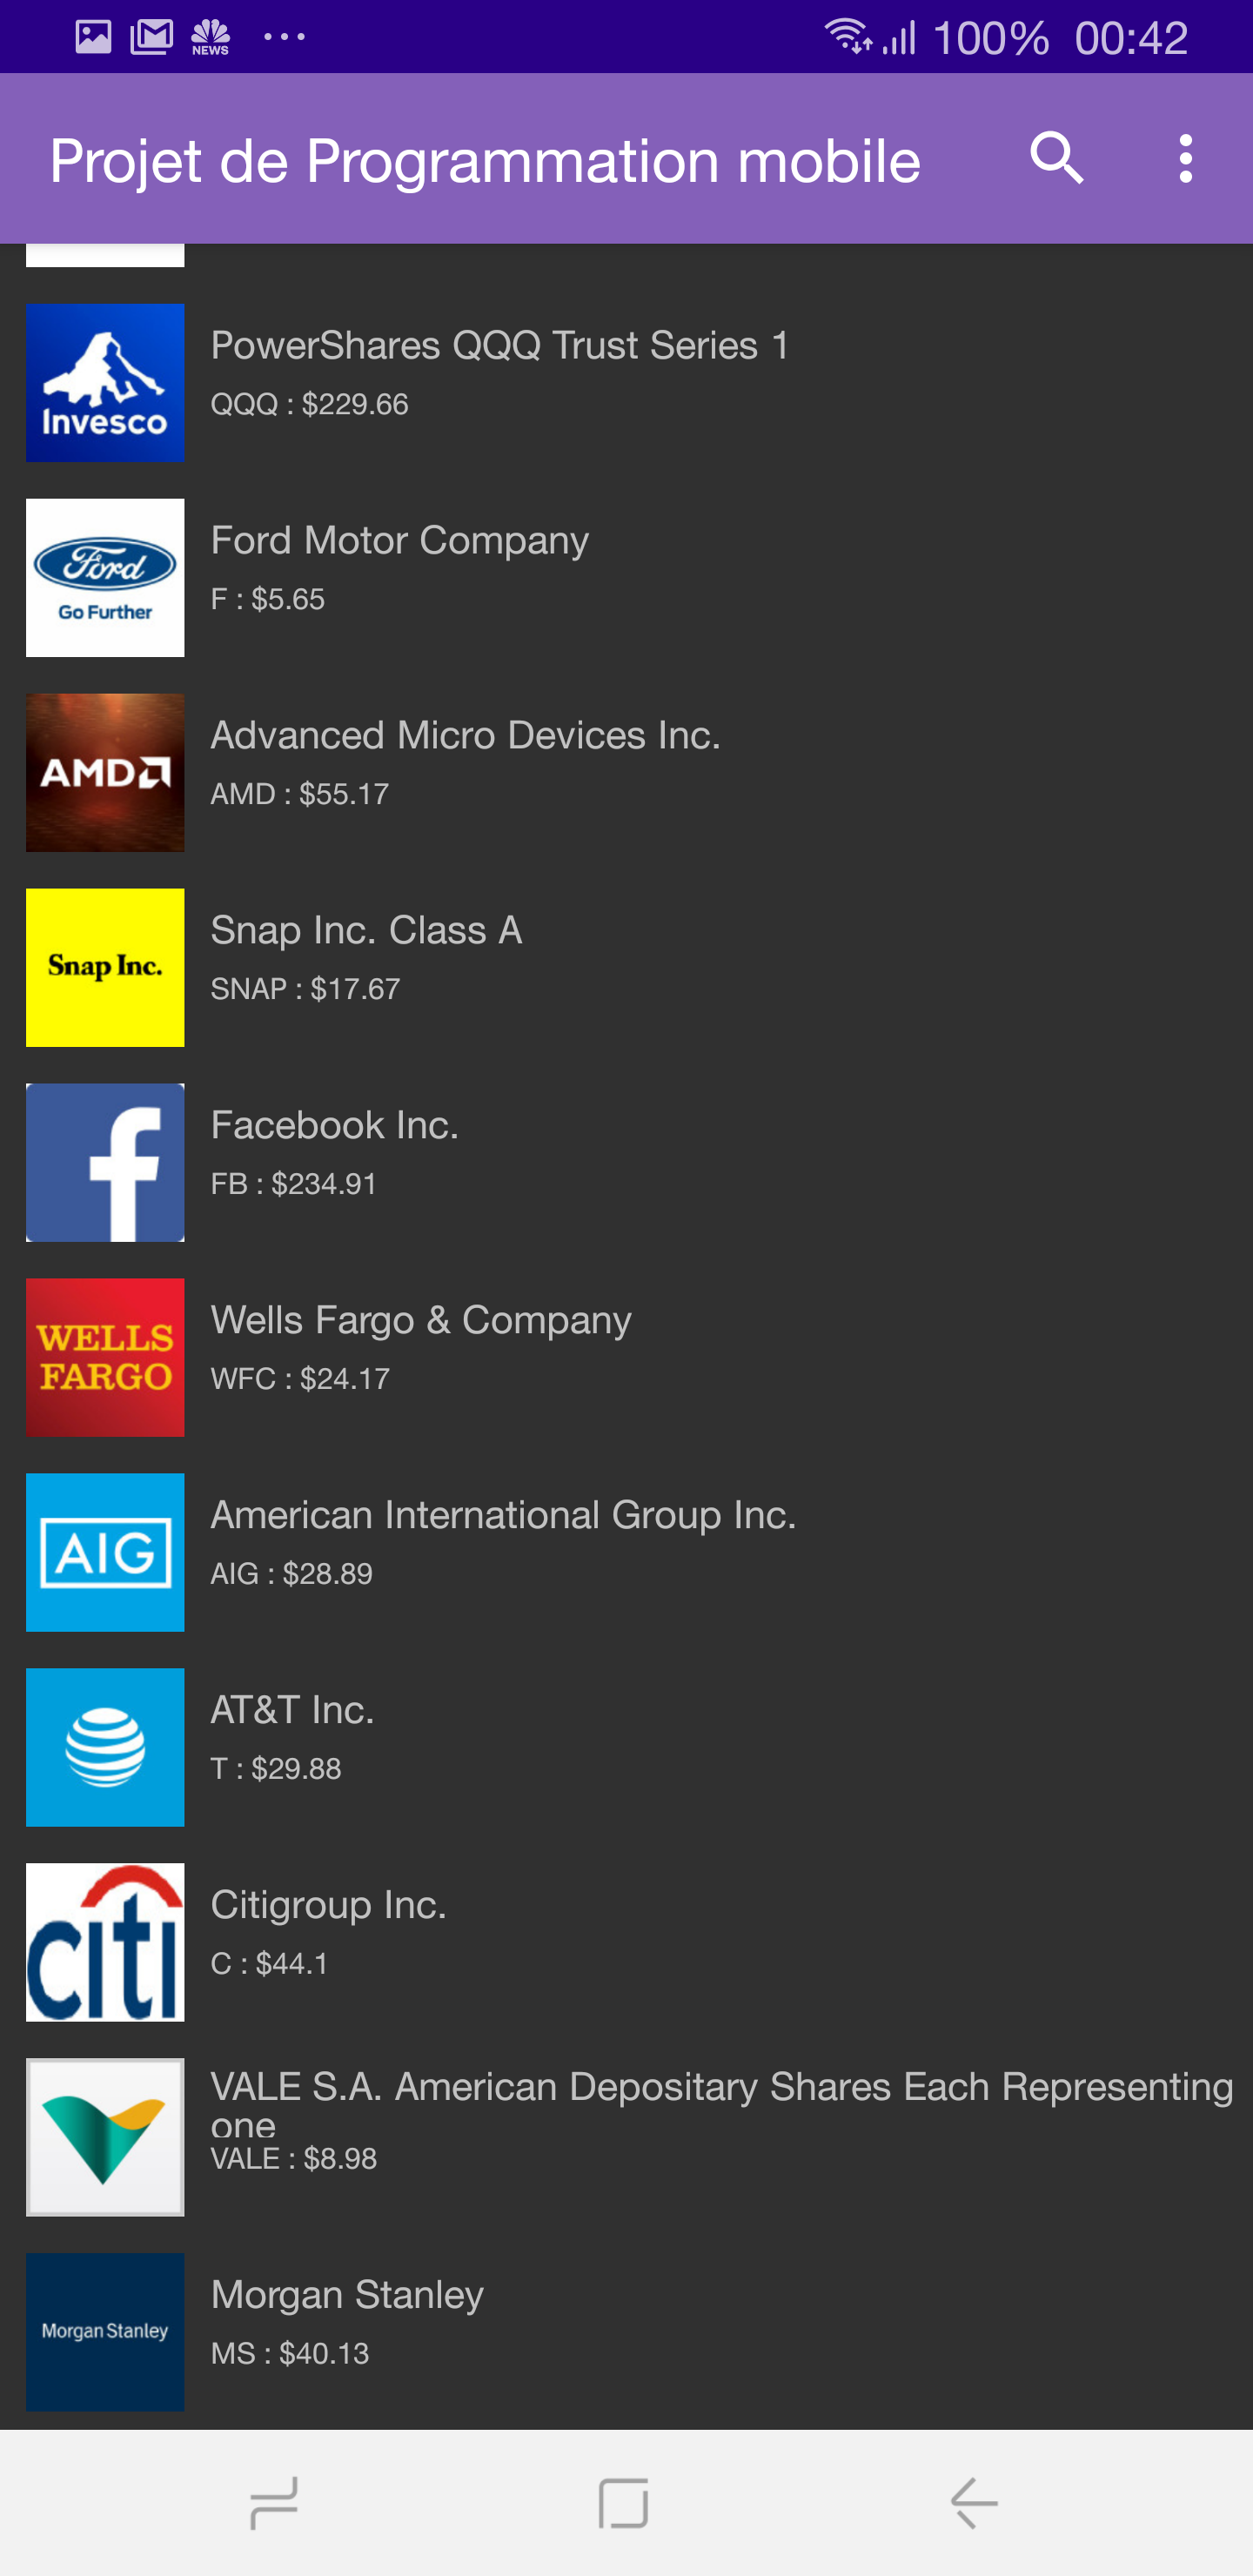 NEWS
100% 00:42
Projet de Programmation mobile
Invesco
PowerShares QQQ Trust Series 1
QQQ : $229.66
Ford
Go Further
Ford Motor Company
F : $5.65
AMD
Advanced Micro Devices Inc.
AMD : $55.17
Snap Inc.
Snap Inc. Class A
SNAP : $17.67
f
Facebook Inc.
FB : $234.91
WELLS
FARGO
Wells Fargo & Company
WFC : $24.17
AIG
American International Group Inc.
AIG : $28.89
AT&T Inc.
T : $29.88
citi
Citigroup Inc.
C : $44.1
VALE S.A. American Depositary Shares Each Representing
one
VALE : $8.98
Morgan Stanley
Morgan Stanley
MS : $40.13